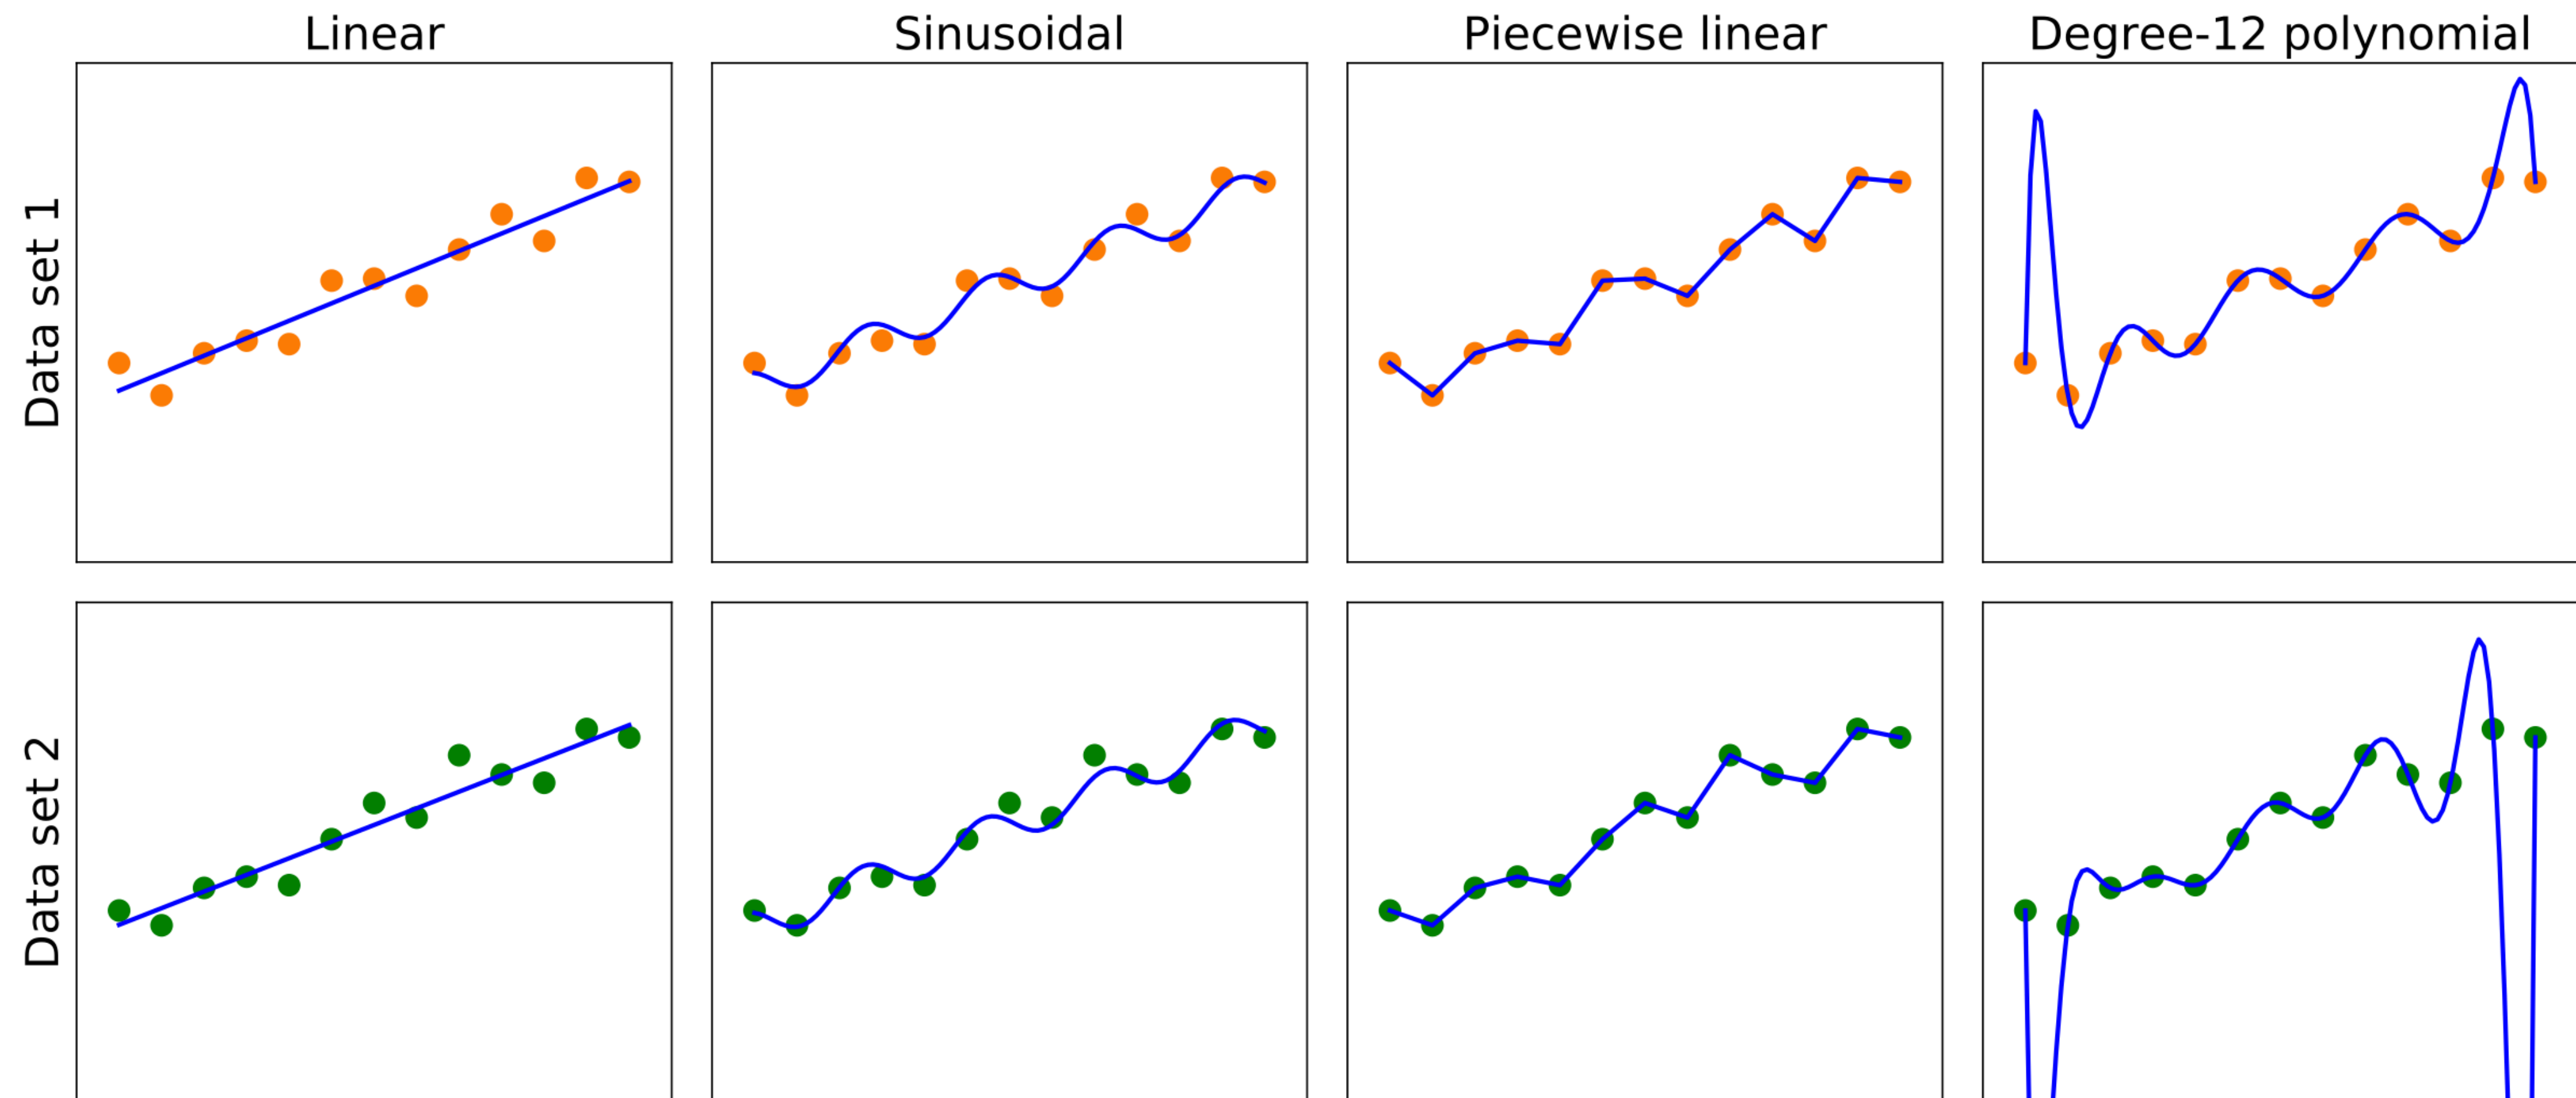 Linear
Sinusoidal
Piecewise linear
Degree-12 polynomial
Data set 1
Data set 2